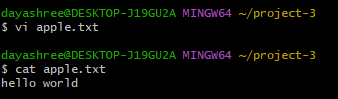 dayashree@DESKTOP-J19GU2A MINGW64 ~/project-3
$ vi apple.txt
dayashree@DESKTOP-J19GU2A MINGW64 ~/project-3
$ cat apple.txt
hello world